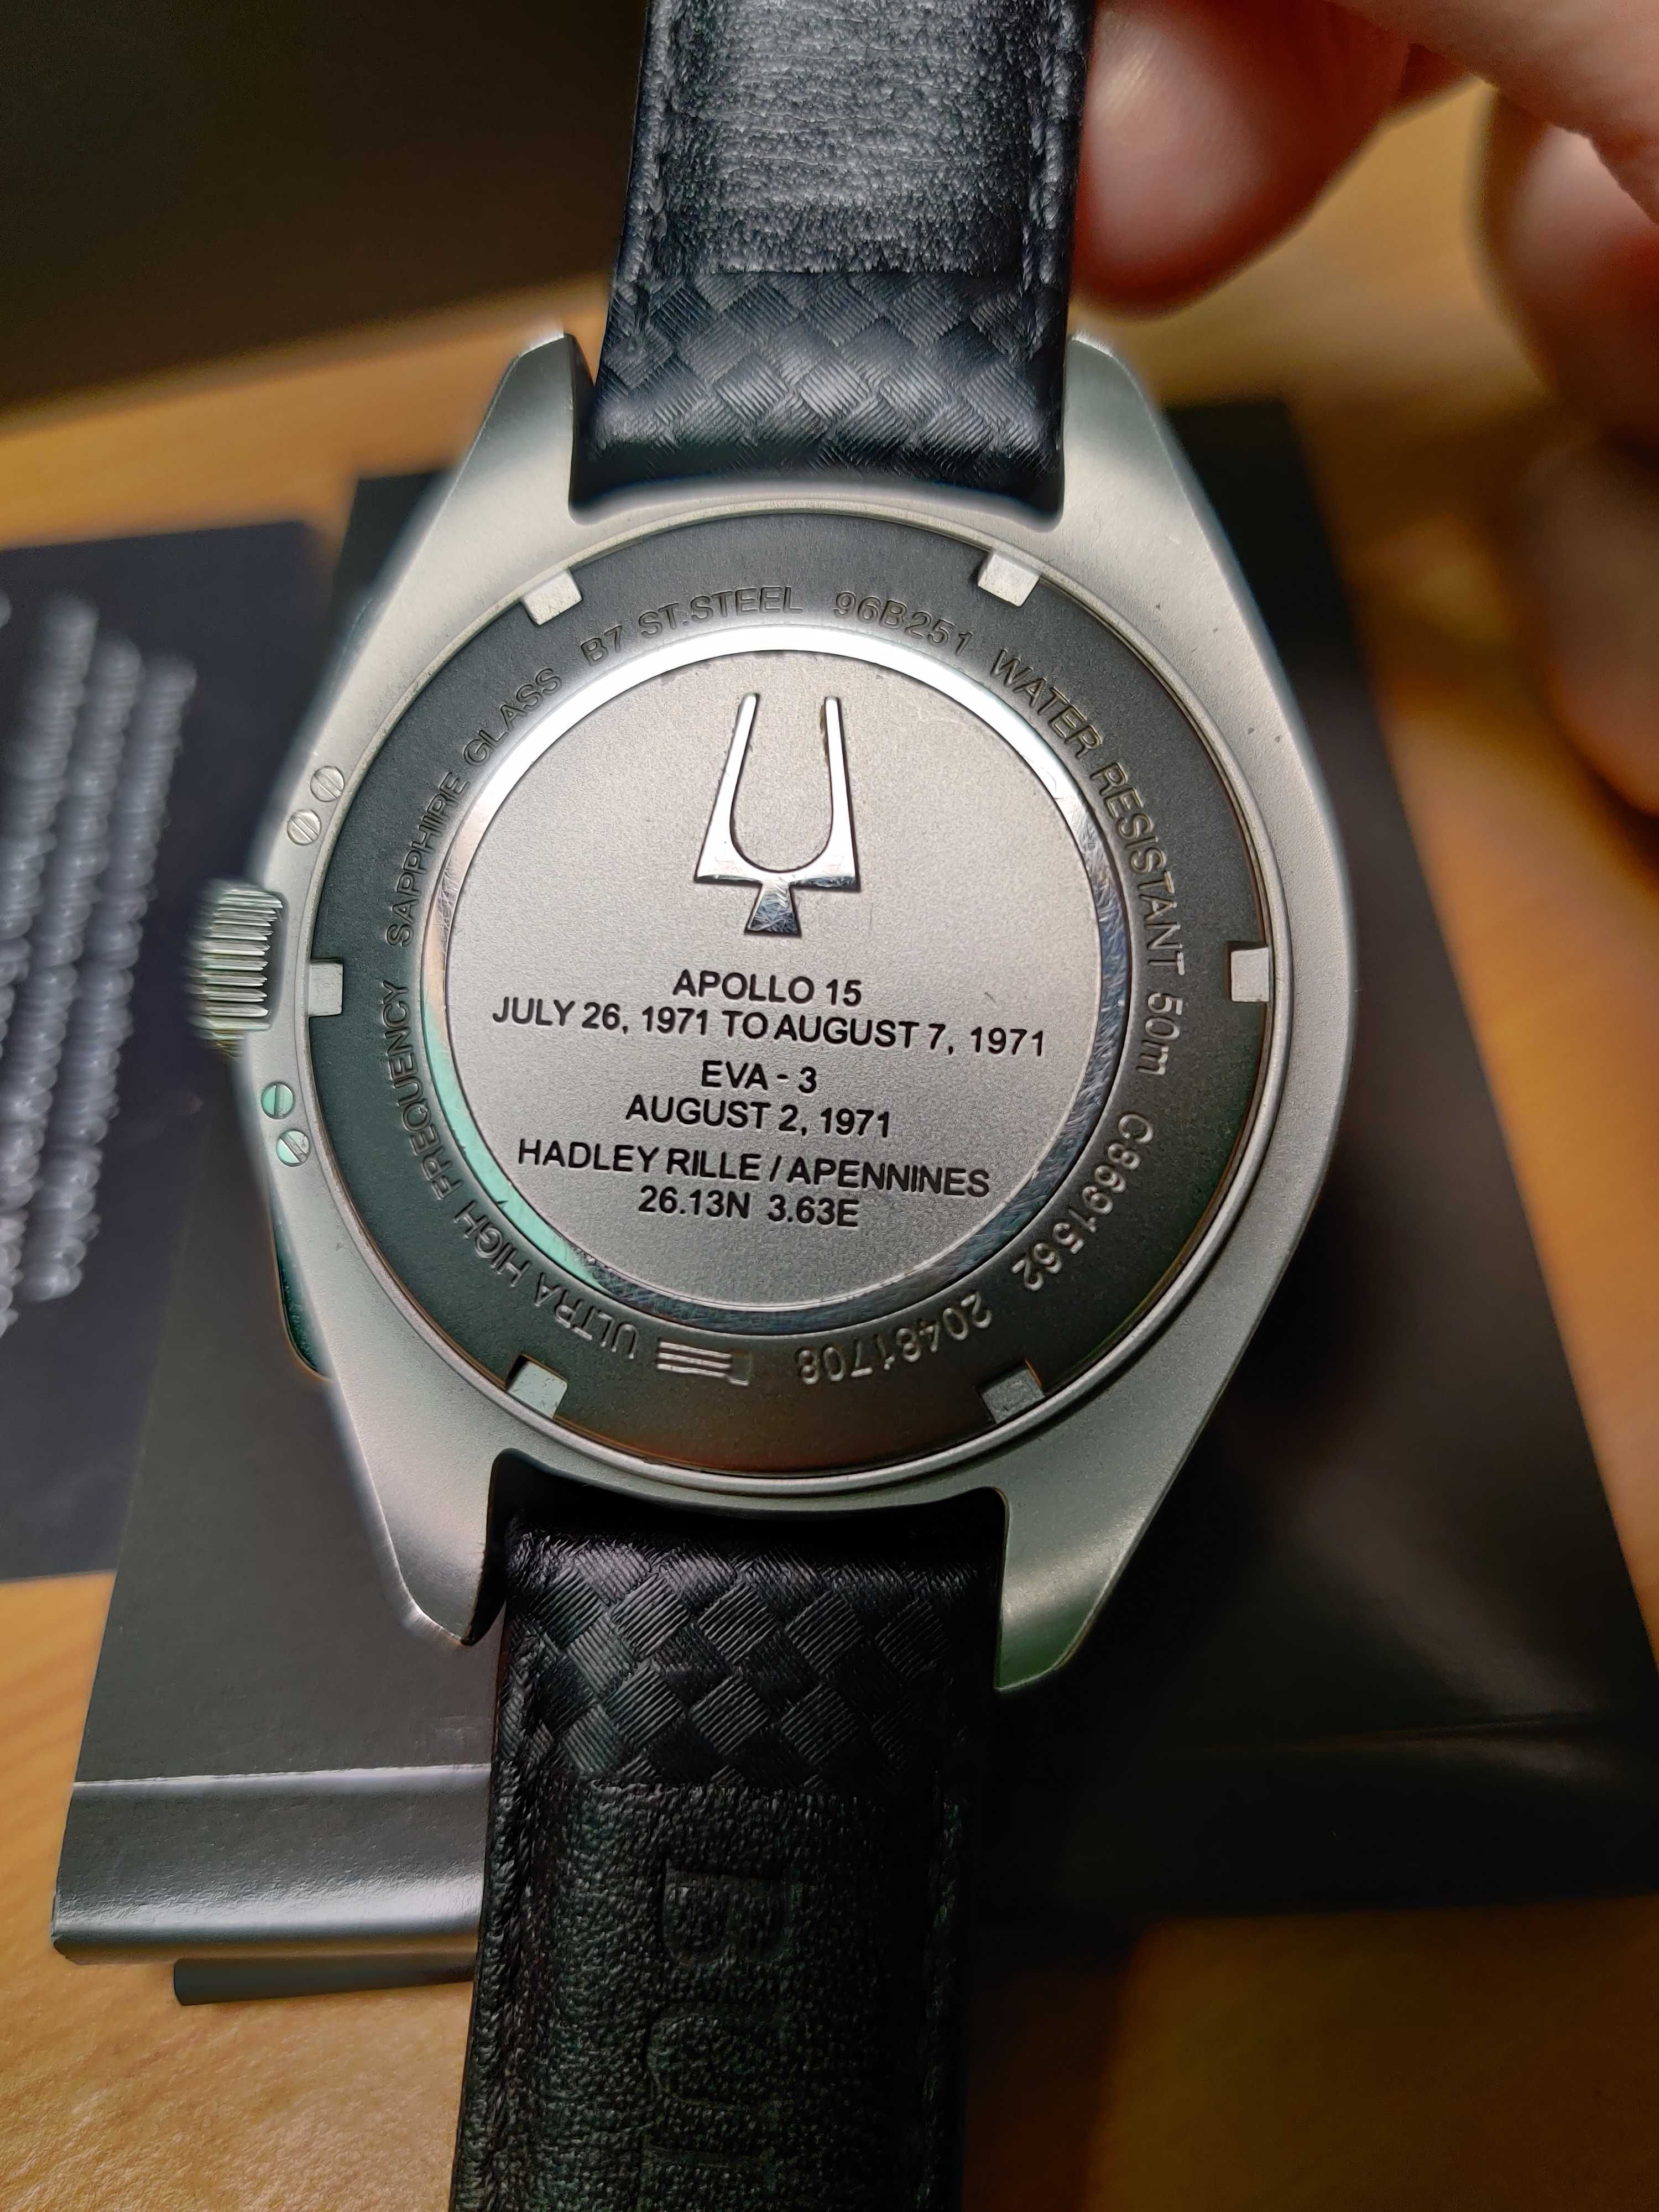 SAPPHIRE GLASS B7 ST.STEEL 96B251 WATER RESISTANT 50m C8691562 20481708 ULTRA HIGH FREQUENCY
APOLLO 15
JULY 26, 1971 TO AUGUST 7, 1971
EVA - 3
AUGUST 2, 1971
HADLEY RILLE / APENNINES
26.13N 3.63E
BUL